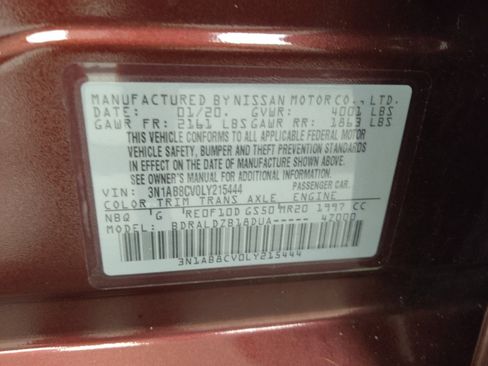 MANUFACTURED BY NISSAN MOTOR CO., LTD.
DATE: 01/20. GVWR: 4001 LBS
GAWR FR: 2161 LBS GAWR RR: 1863 LBS
THIS VEHICLE CONFORMS TO ALL APPLICABLE FEDERAL MOTOR
VEHICLE SAFETY, BUMPER AND THEFT PREVENTION STANDARDS
IN EFFECT ON THE DATE OF MANUFACTURE SHOWN ABOVE.
SEE OWNER'S MANUAL FOR ADDITIONAL INFORMATION.
VIN: 3N1AB8CV0LY215444 PASSENGER CAR
COLOR TRIM TRANS AXLE ENGINE
NBQ G RE0F10D GS50 MR20 1997 CC
MODEL: BDRALDZB18DUA----- 47000
3N1AB8CV0LY215444